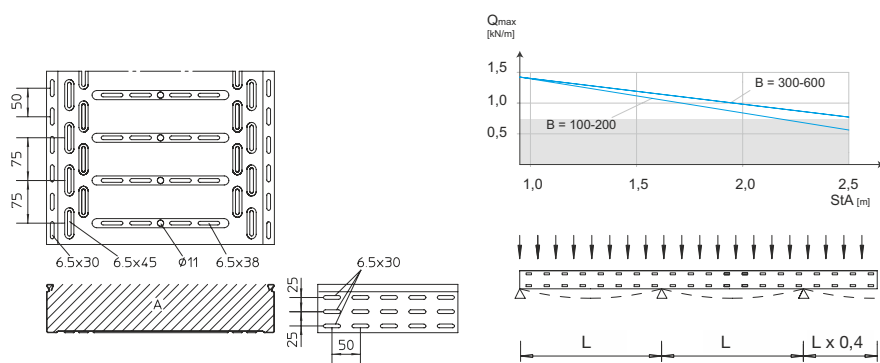 50
75
75
6.5x30
6.5x45
ø11
6.5x38
A
6.5x30
25
25
50
Qmax
[kN/m]
1,5
1,0
0,5
B = 300-600
B = 100-200
1,0
1,5
2,0
2,5
StA [m]
L
L
L x 0,4